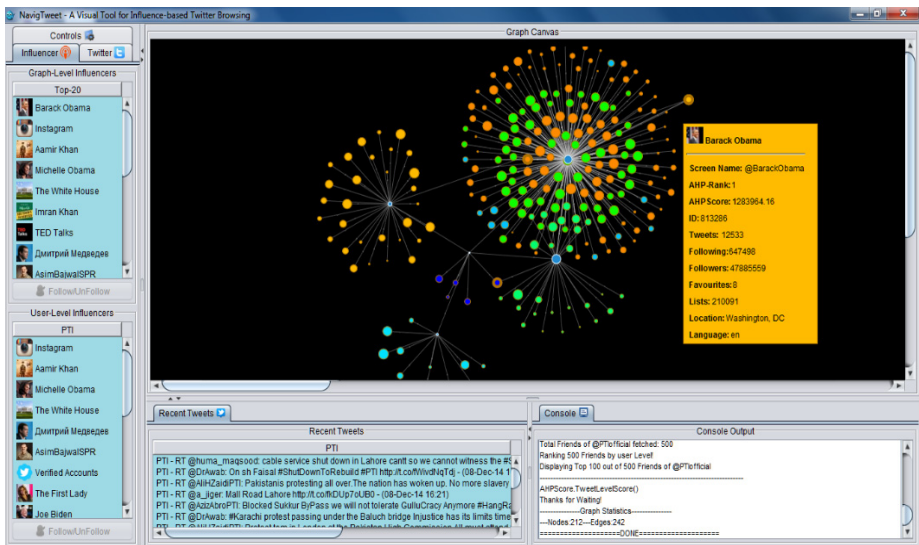 NavigTweet - A Visual Tool for Influence-based Twitter Browsing
Controls
Influencer
Twitter
Graph-Level Influencers
Top-20
Barack Obama
Instagram
Aamir Khan
Michelle Obama
The White House
Imran Khan
TED Talks
Дмитрий Медведев
AsimBajwaISPR
Follow/UnFollow
User-Level Influencers
PTI
Instagram
Aamir Khan
Michelle Obama
The White House
Дмитрий Медведев
AsimBajwaISPR
Verified Accounts
The First Lady
Joe Biden
Follow/UnFollow
Graph Canvas
Barack Obama
Screen Name: @BarackObama
AHP-Rank:1
AHPScore:1283964.16
ID:813286
Tweets: 12533
Following:647498
Followers:47885559
Favourites:8
Lists:210091
Location:Washington, DC
Language:en
Recent Tweets
Recent Tweets
PTI
PTI - RT @huma_maqsood: cable service shut down in Lahore cantt so we cannot witness the #S
PTI - RT @DrAwab: On sh Faisal #ShutDownToRebuild #PTI http://t.co/fWivdNqTdj - (08-Dec-14 1
PTI - RT @AliHZaidiPTI: Pakistanis protesting all over.The nation has woken up. No more slavery
PTI - RT @a_jiger: Mall Road Lahore http://t.co/fkDUp7oUB0 - (08-Dec-14 16:21)
PTI - RT @AzizAbroPTI: Blocked Sukkur ByPass we will not tolerate GulluCracy Anymore #HangRa
PTI - RT @DrAwab: #Karachi protest passing under the Baluch bridge Injustice has its limits time
Console
Console Output
Total Friends of @PTIofficial fetched: 500
Ranking 500 Friends by user Level!
Displaying Top 100 out of 500 Friends of @PTIofficial
AHPScore.TweetLevelScore()
Thanks for Waiting!
----------------Graph Statistics----------------
---Nodes:212---Edges:242
====================DONE====================